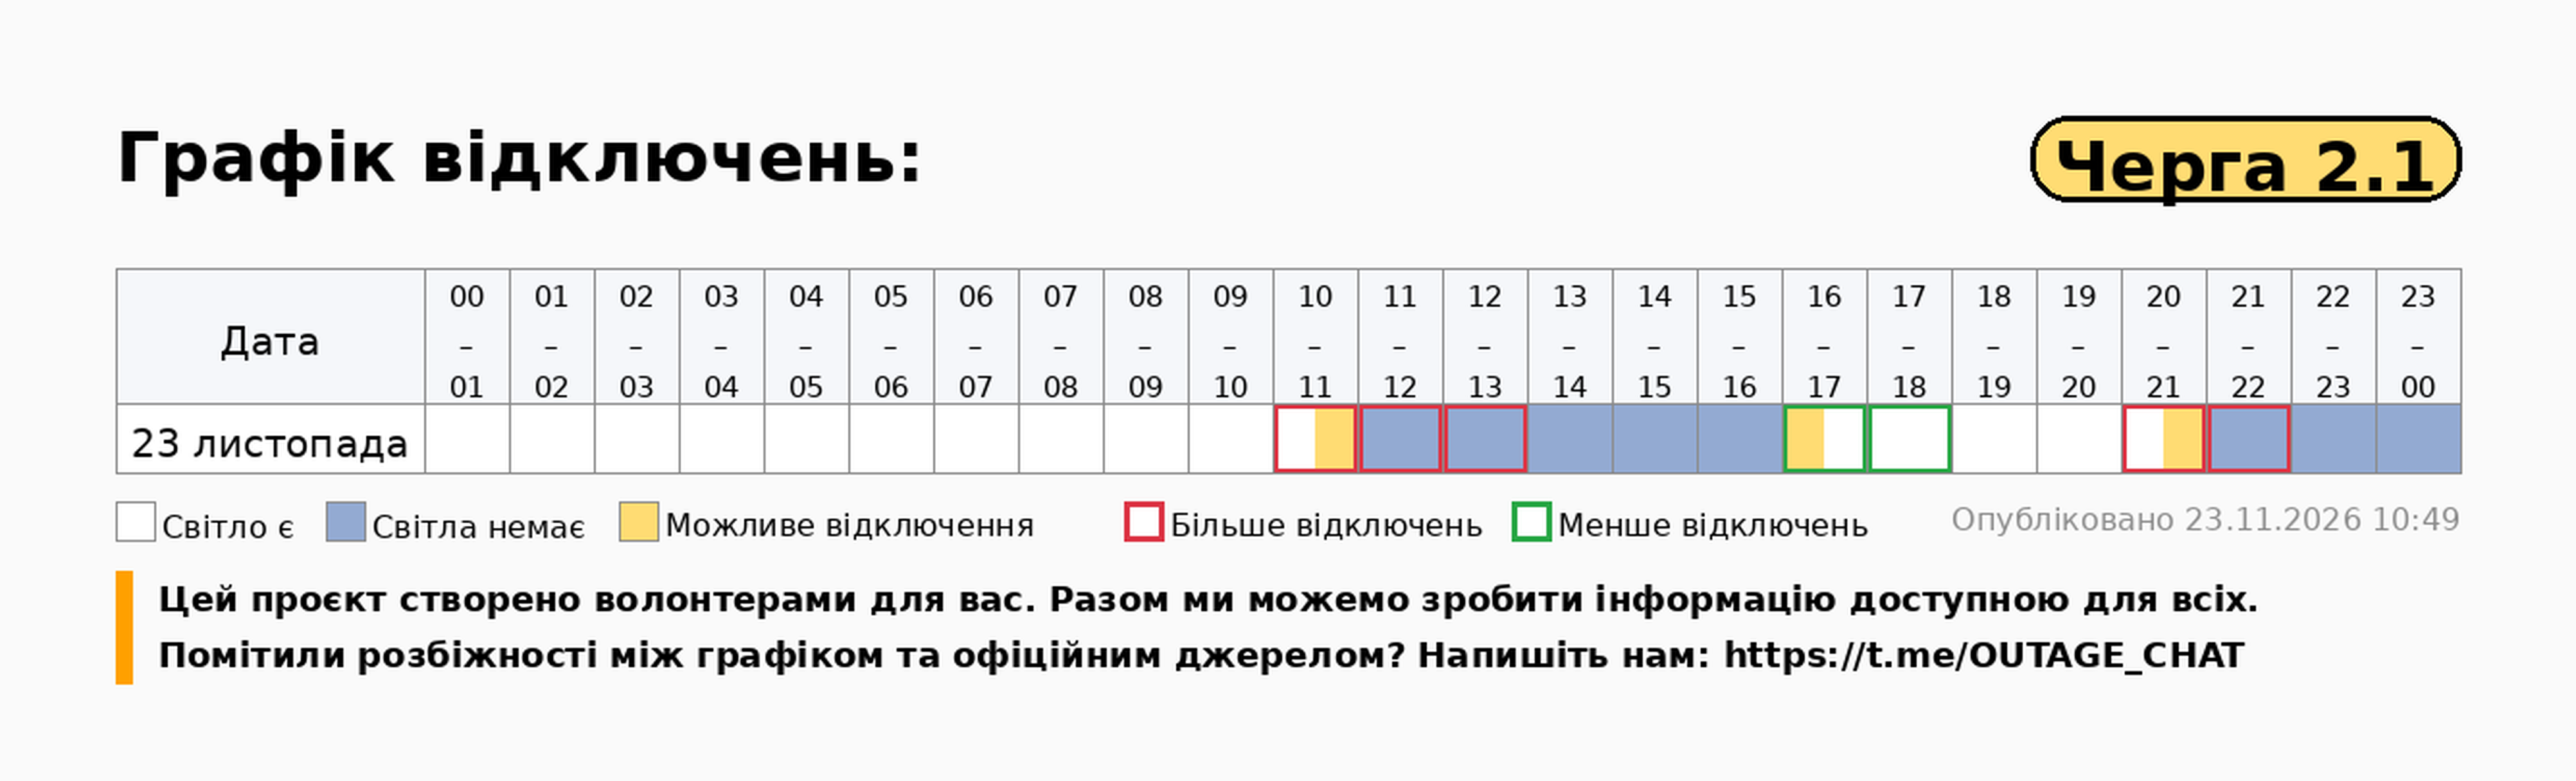 Графік відключень:
Черга 2.1
Дата
00 – 01
01 – 02
02 – 03
03 – 04
04 – 05
05 – 06
06 – 07
07 – 08
08 – 09
09 – 10
10 – 11
11 – 12
12 – 13
13 – 14
14 – 15
15 – 16
16 – 17
17 – 18
18 – 19
19 – 20
20 – 21
21 – 22
22 – 23
23 – 00
23 листопада
Світло є
Світла немає
Можливе відключення
Більше відключень
Менше відключень
Опубліковано 23.11.2026 10:49
Цей проєкт створено волонтерами для вас. Разом ми можемо зробити інформацію доступною для всіх.
Помітили розбіжності між графіком та офіційним джерелом? Напишіть нам: https://t.me/OUTAGE_CHAT